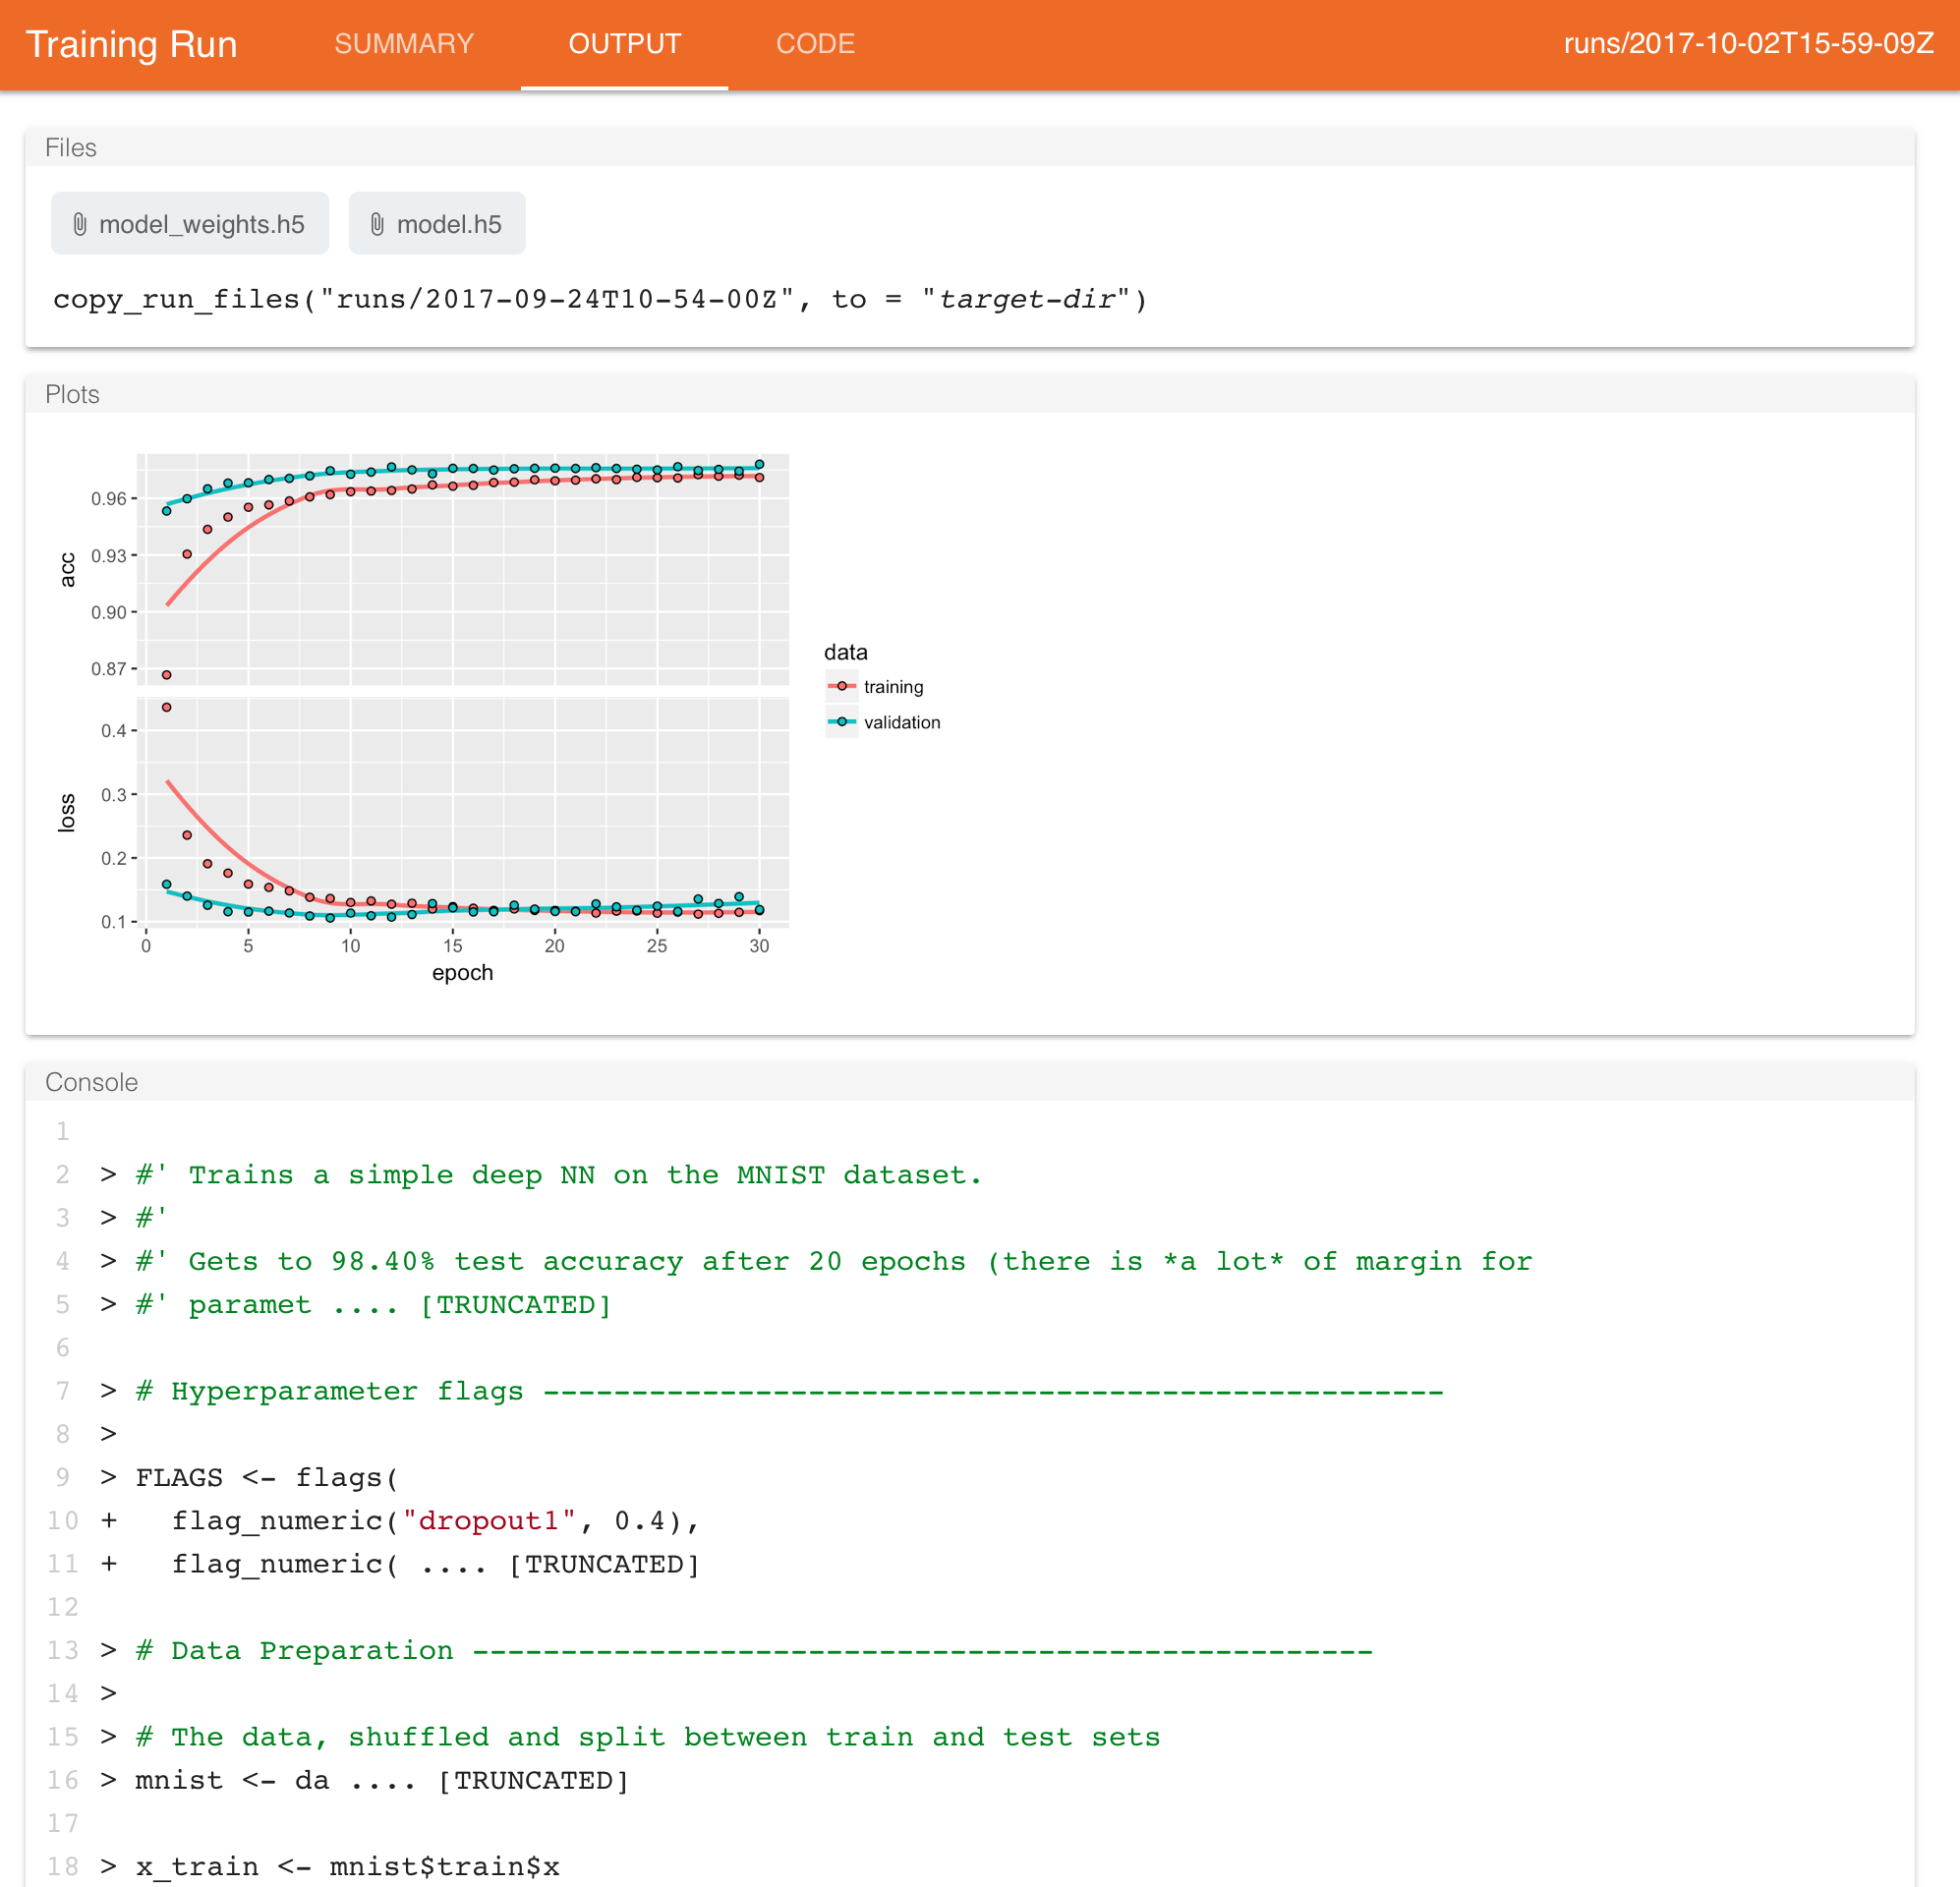 Training Run SUMMARY OUTPUT CODE runs/2017-10-02T15-59-09Z
Files
model_weights.h5 model.h5
copy_run_files("runs/2017-09-24T10-54-00Z", to = "target-dir")
Plots
0.96
0.93
acc
0.90
0.87
data
training
validation
0.4
0.3
loss
0.2
0.1
0 5 10 15 20 25 30
epoch
Console
1
2 > #' Trains a simple deep NN on the MNIST dataset.
3 > #'
4 > #' Gets to 98.40% test accuracy after 20 epochs (there is *a lot* of margin for
5 > #' paramet .... [TRUNCATED]
6
7 > # Hyperparameter flags ---------------------------------------------------
8 >
9 > FLAGS <- flags(
10 +   flag_numeric("dropout1", 0.4),
11 +   flag_numeric( .... [TRUNCATED]
12
13 > # Data Preparation ---------------------------------------------------
14 >
15 > # The data, shuffled and split between train and test sets
16 > mnist <- da .... [TRUNCATED]
17
18 > x_train <- mnist$train$x